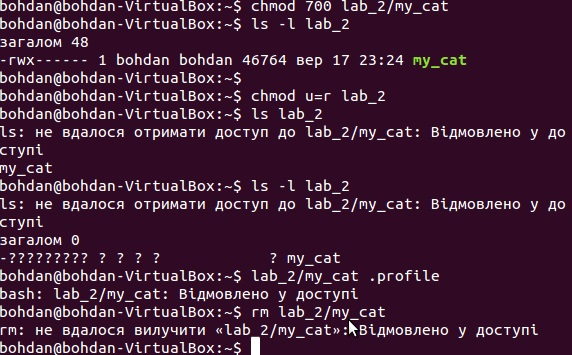 bohdan@bohdan-VirtualBox:~$ chmod 700 lab_2/my_cat
bohdan@bohdan-VirtualBox:~$ ls -l lab_2
загалом 48
-rwx------ 1 bohdan bohdan 46764 вер 17 23:24 my_cat
bohdan@bohdan-VirtualBox:~$
bohdan@bohdan-VirtualBox:~$ chmod u=r lab_2
bohdan@bohdan-VirtualBox:~$ ls lab_2
ls: не вдалося отримати доступ до lab_2/my_cat: Відмовлено у до
ступі
my_cat
bohdan@bohdan-VirtualBox:~$ ls -l lab_2
ls: не вдалося отримати доступ до lab_2/my_cat: Відмовлено у до
ступі
загалом 0
-????????? ? ? ? ?            ? my_cat
bohdan@bohdan-VirtualBox:~$ lab_2/my_cat .profile
bash: lab_2/my_cat: Відмовлено у доступі
bohdan@bohdan-VirtualBox:~$ rm lab_2/my_cat
rm: не вдалося вилучити «lab_2/my_cat»: Відмовлено у доступі
bohdan@bohdan-VirtualBox:~$